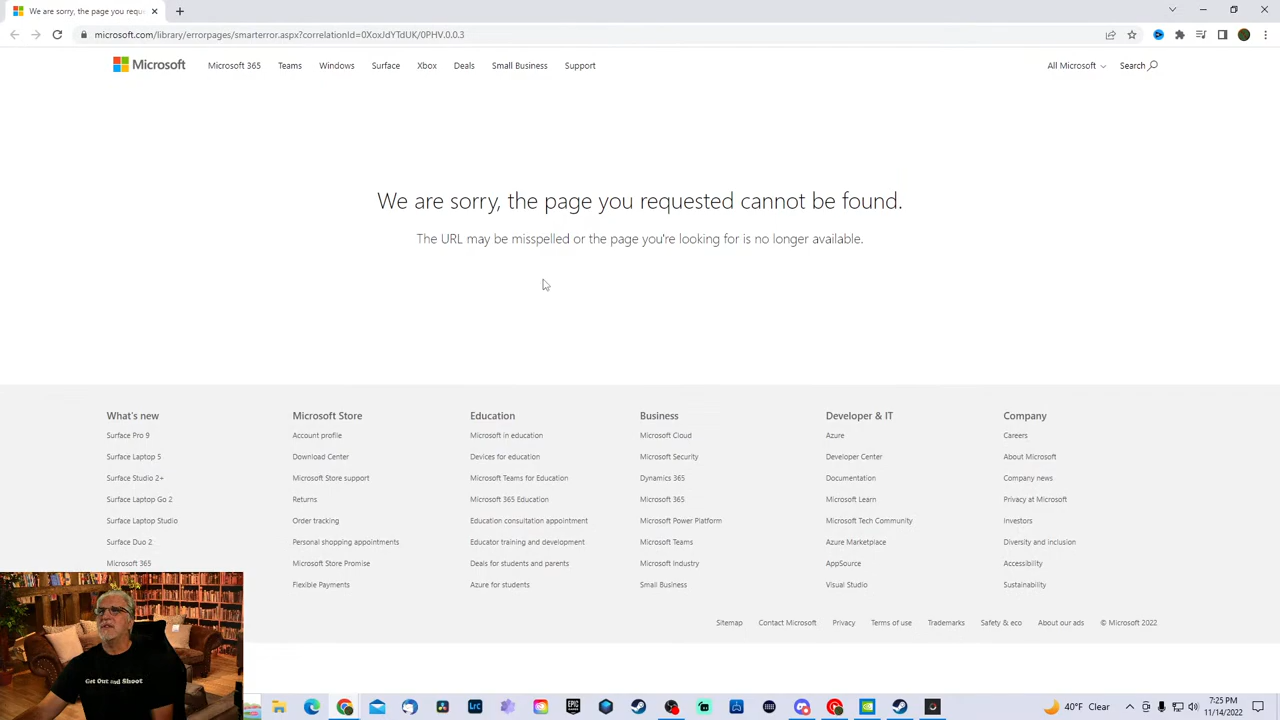 We are sorry, the page you reque
microsoft.com/library/errorpages/smarterror.aspx?correlationId=0XoxJdYTdUK/0PHV.0.0.3
Microsoft Microsoft 365 Teams Windows Surface Xbox Deals Small Business Support All Microsoft Search
We are sorry, the page you requested cannot be found.
The URL may be misspelled or the page you're looking for is no longer available.
What's new
Surface Pro 9
Surface Laptop 5
Surface Studio 2+
Surface Laptop Go 2
Surface Laptop Studio
Surface Duo 2
Microsoft 365
Microsoft Store
Account profile
Download Center
Microsoft Store support
Returns
Order tracking
Personal shopping appointments
Microsoft Store Promise
Flexible Payments
Education
Microsoft in education
Devices for education
Microsoft Teams for Education
Microsoft 365 Education
Education consultation appointment
Educator training and development
Deals for students and parents
Azure for students
Business
Microsoft Cloud
Microsoft Security
Dynamics 365
Microsoft 365
Microsoft Power Platform
Microsoft Teams
Microsoft Industry
Small Business
Developer & IT
Azure
Developer Center
Documentation
Microsoft Learn
Microsoft Tech Community
Azure Marketplace
AppSource
Visual Studio
Company
Careers
About Microsoft
Company news
Privacy at Microsoft
Investors
Diversity and inclusion
Accessibility
Sustainability
Sitemap Contact Microsoft Privacy Terms of use Trademarks Safety & eco About our ads © Microsoft 2022
Get Out and Shoot
LrC
EPIC
40°F Clear
7:25 PM
11/14/2022